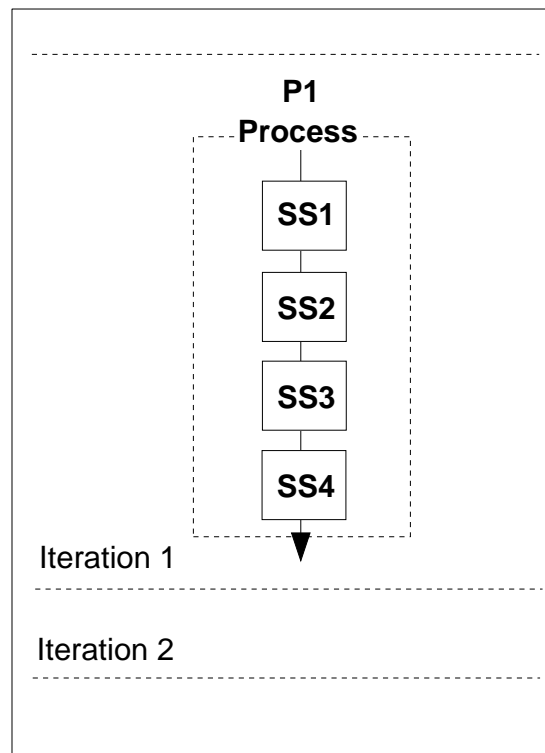 P1
Process
SS1
SS2
SS3
SS4
Iteration 1
Iteration 2